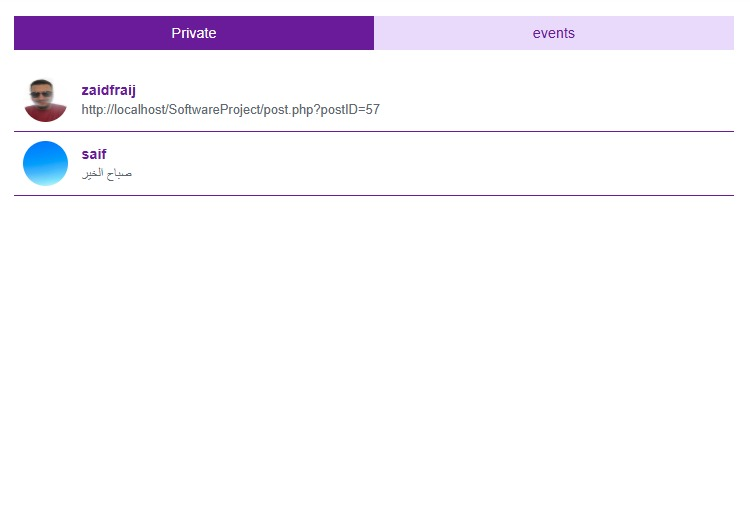 Private
events
zaidfraij
http://localhost/SoftwareProject/post.php?postID=57
saif
صباح الخير